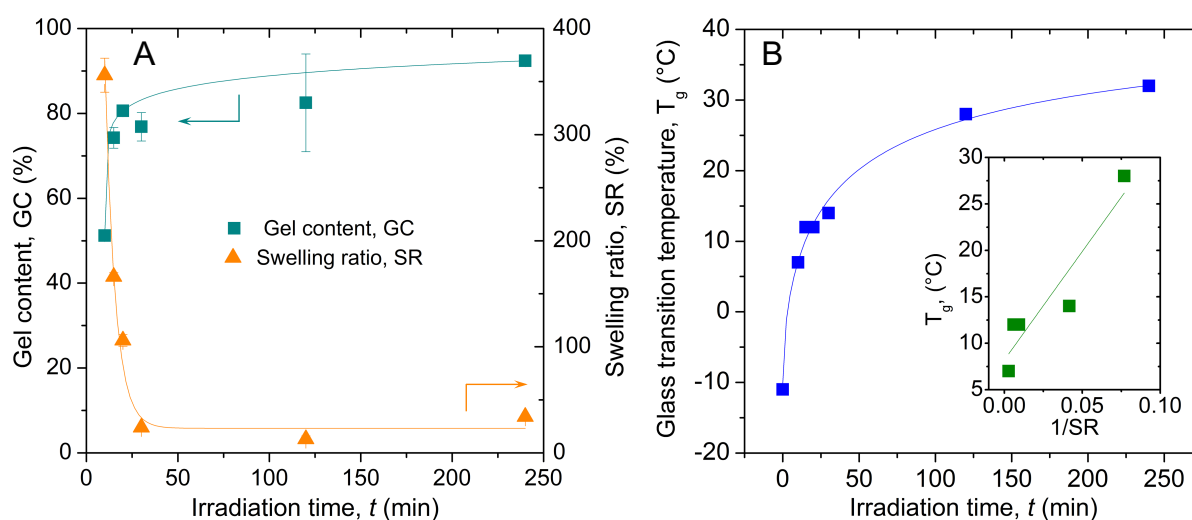 A
Gel content, GC (%)
100
80
60
40
20
0
Gel content, GC
Swelling ratio, SR
400
300
200
100
0
Swelling ratio, SR (%)
0 50 100 150 200 250
Irradiation time, t (min)
B
Glass transition temperature, Tg (°C)
40
30
20
10
0
-10
-20
0 50 100 150 200 250
Irradiation time, t (min)
Tg, (°C)
30
25
20
15
10
5
0.00 0.05 0.10
1/SR